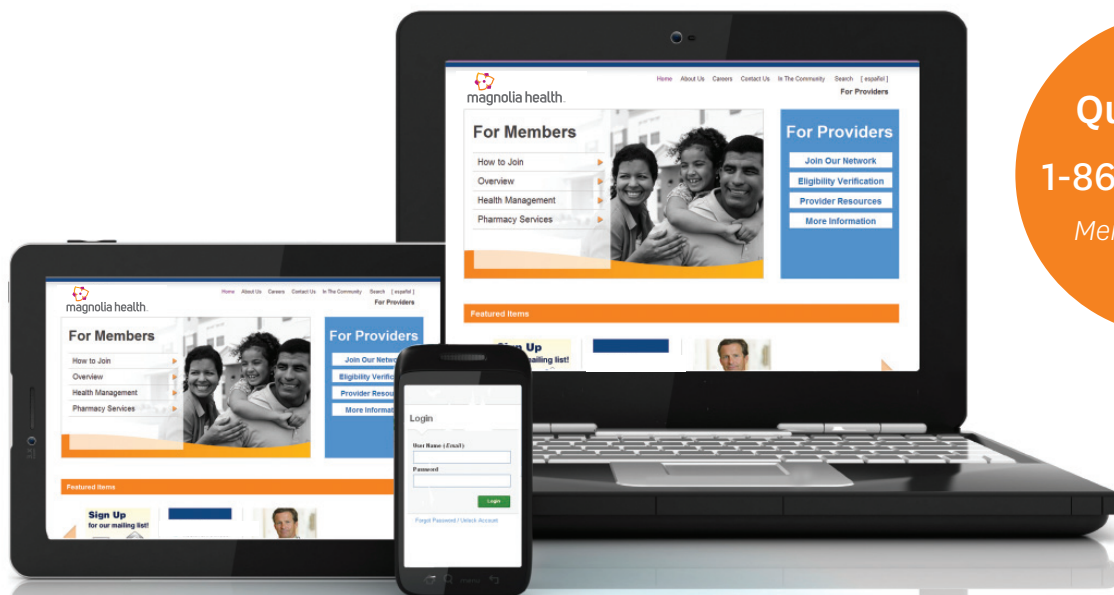 magnolia health.
Home About Us Careers Contact Us In The Community Search [ español ]
For Providers
For Members
How to Join
Overview
Health Management
Pharmacy Services
For Providers
Join Our Network
Eligibility Verification
Provider Resources
More Information
Featured Items
Sign Up
mailing list!
1-86
magnolia health.
Home About Us Careers Contact Us In The Community Search [ español ]
For Providers
For Members
How to Join
Overview
Health Management
Pharmacy Services
For Providers
Join Our Netwo
Eligibility Verific
Provider Resou
More Informat
Featured Items
Sign Up
for our mailing list!
Login
User Name (Email)
Password
Login
Forgot Password / Unlock Account
menu